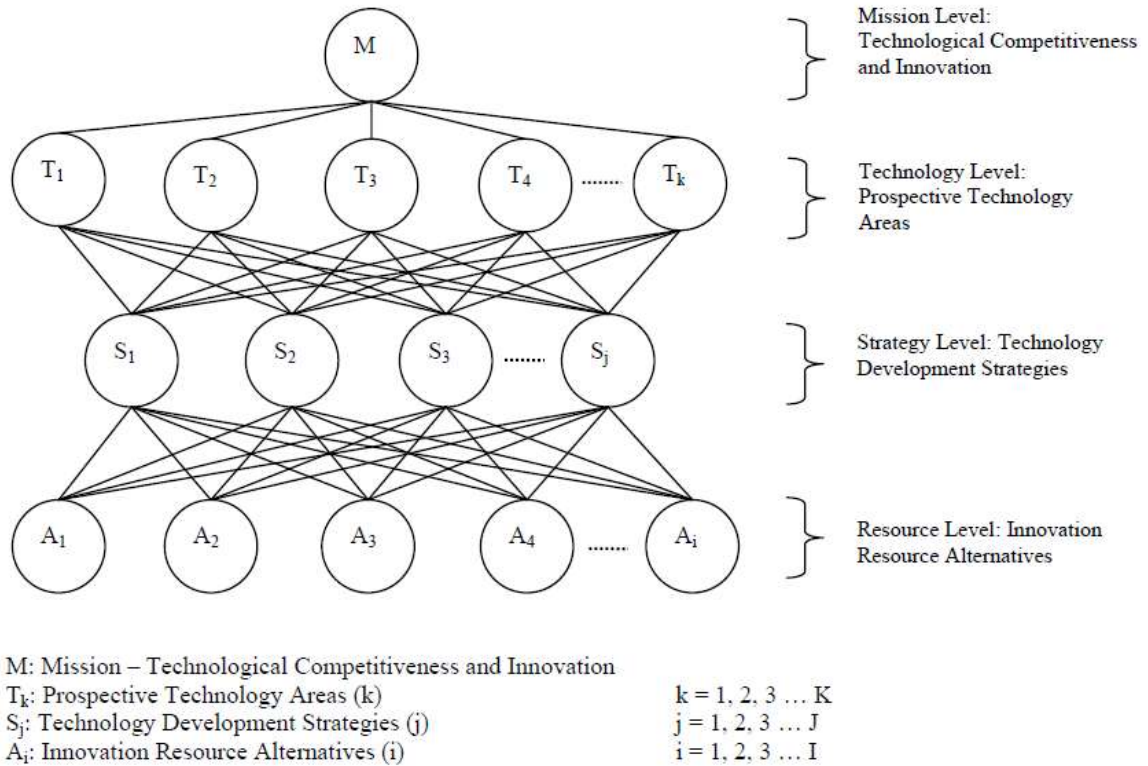 M
Mission Level:
Technological Competitiveness
and Innovation
T1 T2 T3 T4 ........ Tk
Technology Level:
Prospective Technology
Areas
S1 S2 S3 ........ Sj
Strategy Level: Technology
Development Strategies
A1 A2 A3 A4 ........ Ai
Resource Level: Innovation
Resource Alternatives
M: Mission – Technological Competitiveness and Innovation
Tk: Prospective Technology Areas (k) k = 1, 2, 3 … K
Sj: Technology Development Strategies (j) j = 1, 2, 3 … J
Ai: Innovation Resource Alternatives (i) i = 1, 2, 3 … I